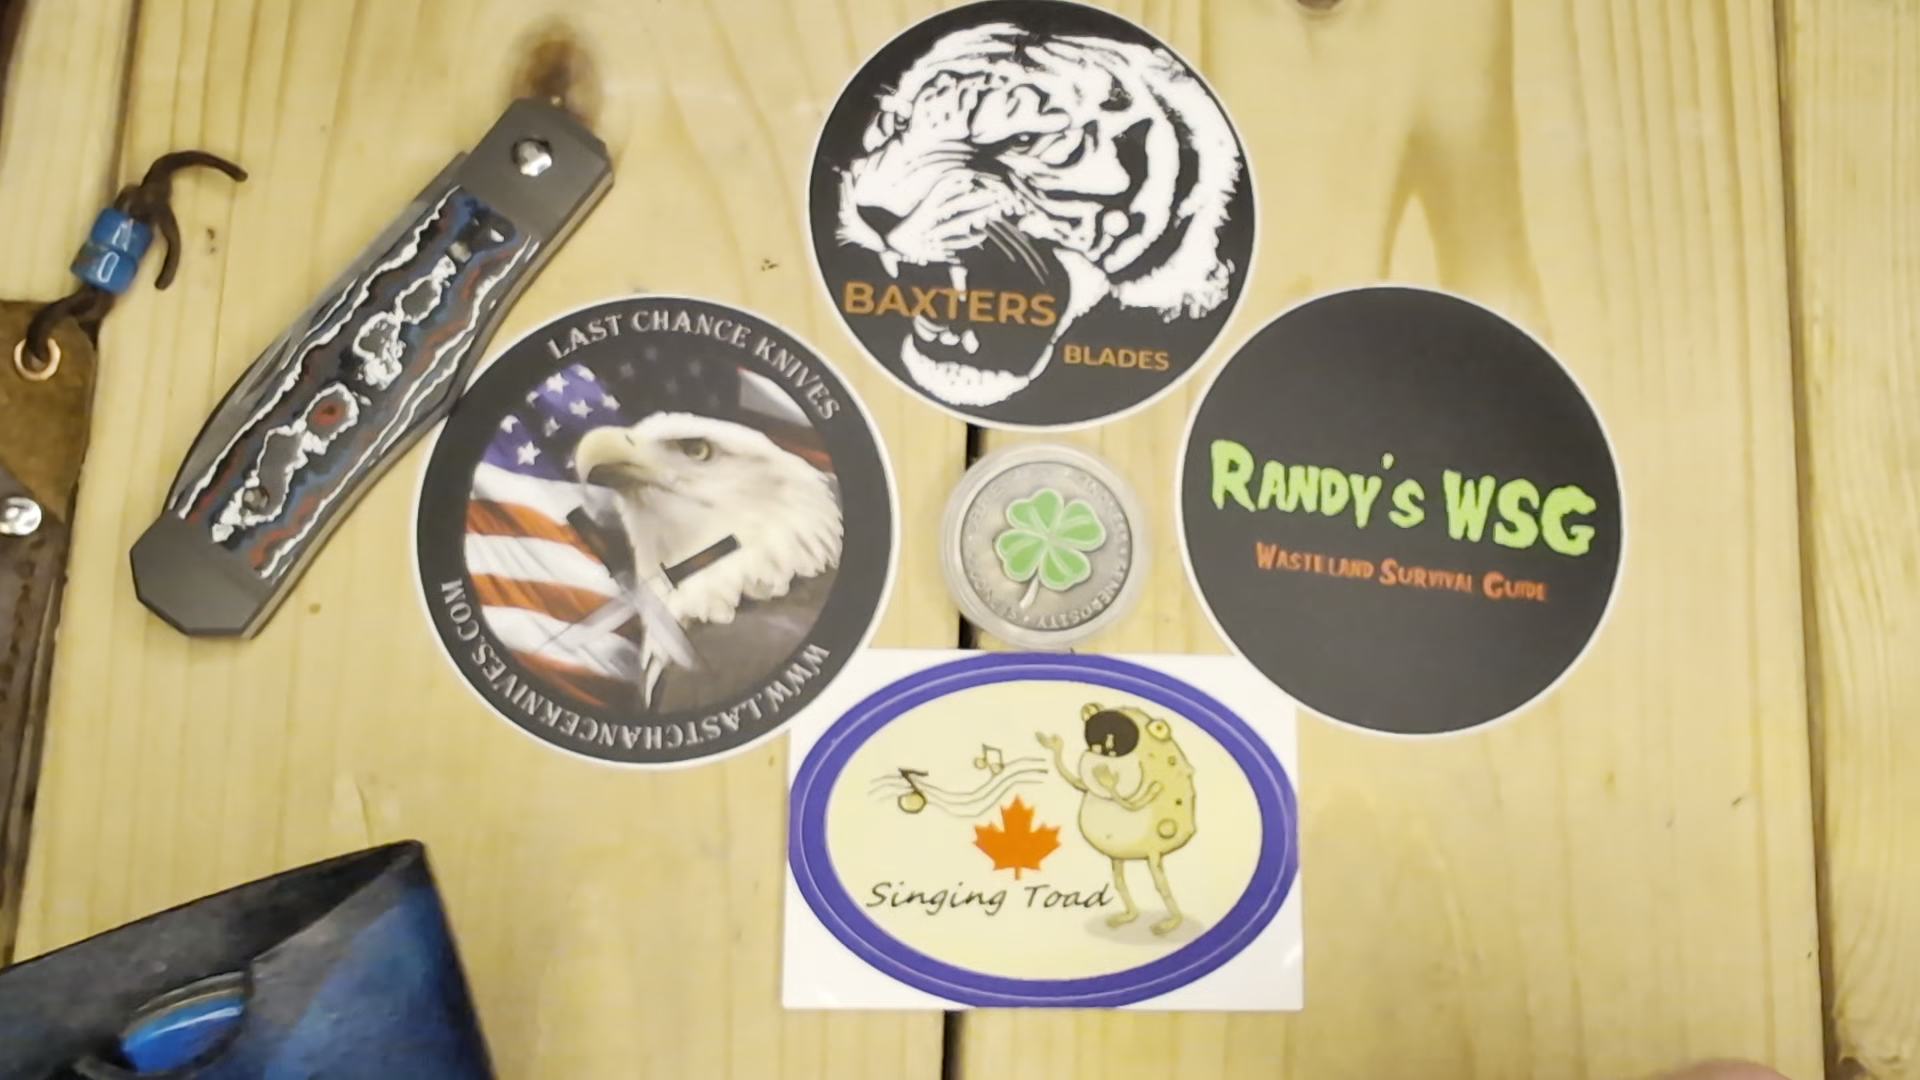 BAXTERS
BLADES
LAST CHANCE KNIVES
WWW.LASTCHANCEKNIVES.COM
RANDY'S WSG
WASTELAND SURVIVAL GUIDE
Singing Toad